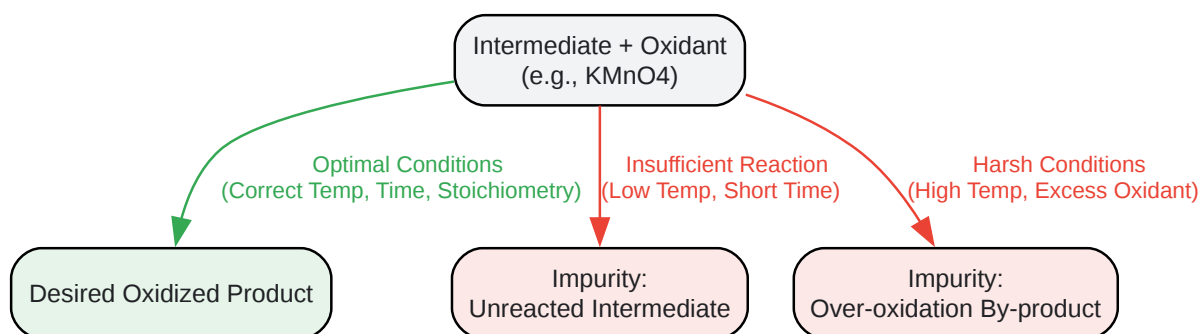 Intermediate + Oxidant
(e.g., KMnO4)
Optimal Conditions
(Correct Temp, Time, Stoichiometry)
Insufficient Reaction
(Low Temp, Short Time)
Harsh Conditions
(High Temp, Excess Oxidant)
Desired Oxidized Product
Impurity:
Unreacted Intermediate
Impurity:
Over-oxidation By-product